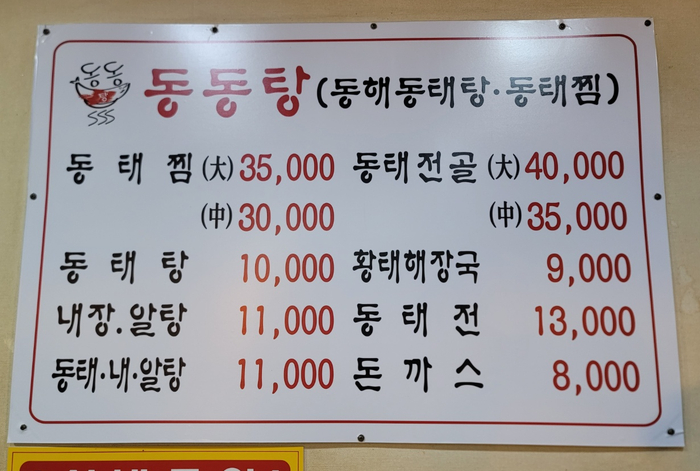 동동
동동탕 (동해동태탕·동태찜)
동태찜 (大) 35,000 동태전골 (大) 40,000
(中) 30,000 (中) 35,000
동태탕 10,000 황태해장국 9,000
내장.알탕 11,000 동태전 13,000
동태·내·알탕 11,000 돈까스 8,000